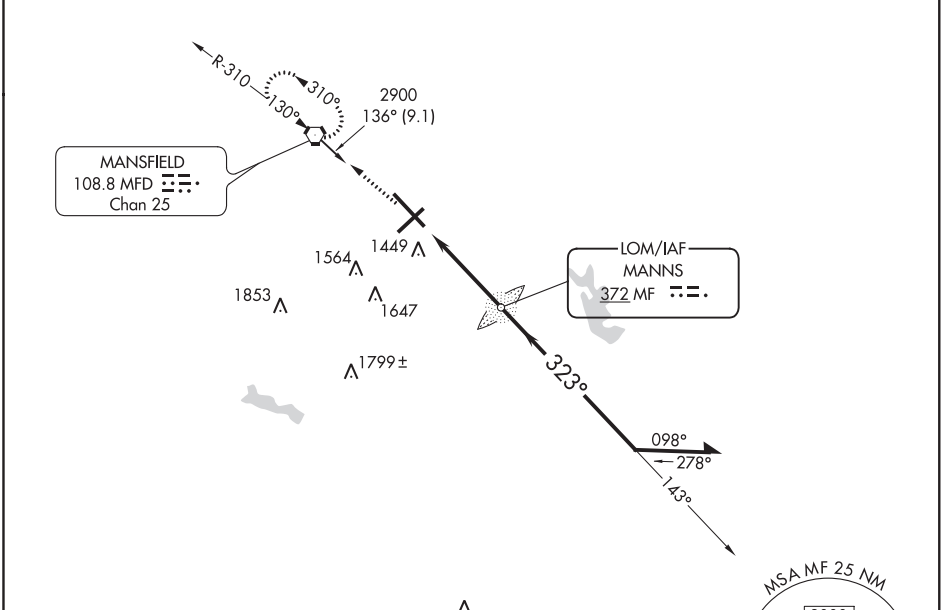 R-310
310°
130°
2900
136° (9.1)
MANSFIELD
108.8 MFD
Chan 25
1449
1564
1853
1647
1799±
LOM/IAF
MANNS
372 MF
323°
098°
278°
143°
MSA MF 25 NM